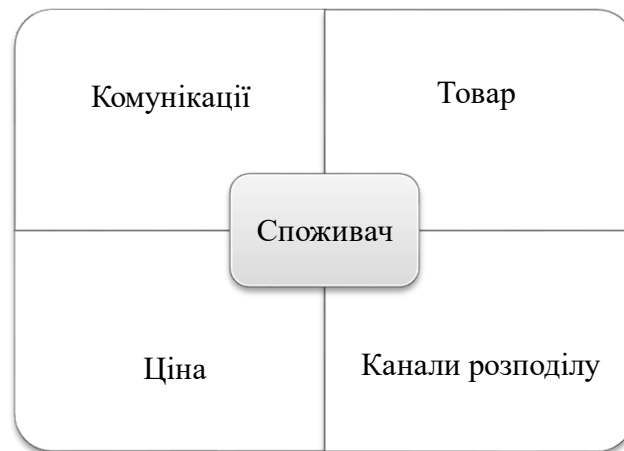 Комунікації
Товар
Споживач
Ціна
Канали розподілу